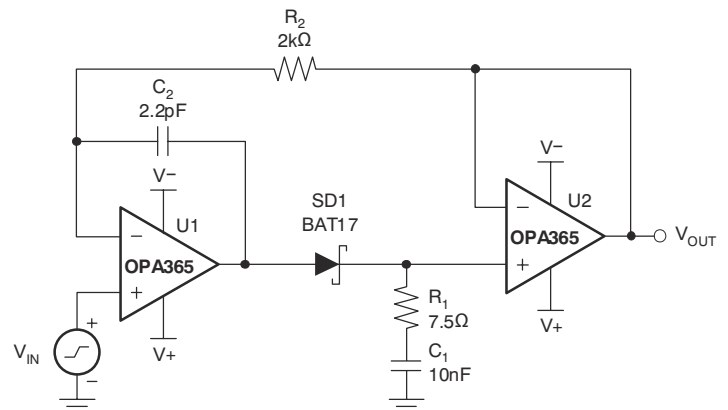 R2
2kΩ
C2
2.2pF
V−
U1
−
OPA365
+
V+
VIN
+
−
SD1
BAT17
R1
7.5Ω
C1
10nF
V−
U2
−
OPA365
+
V+
VOUT